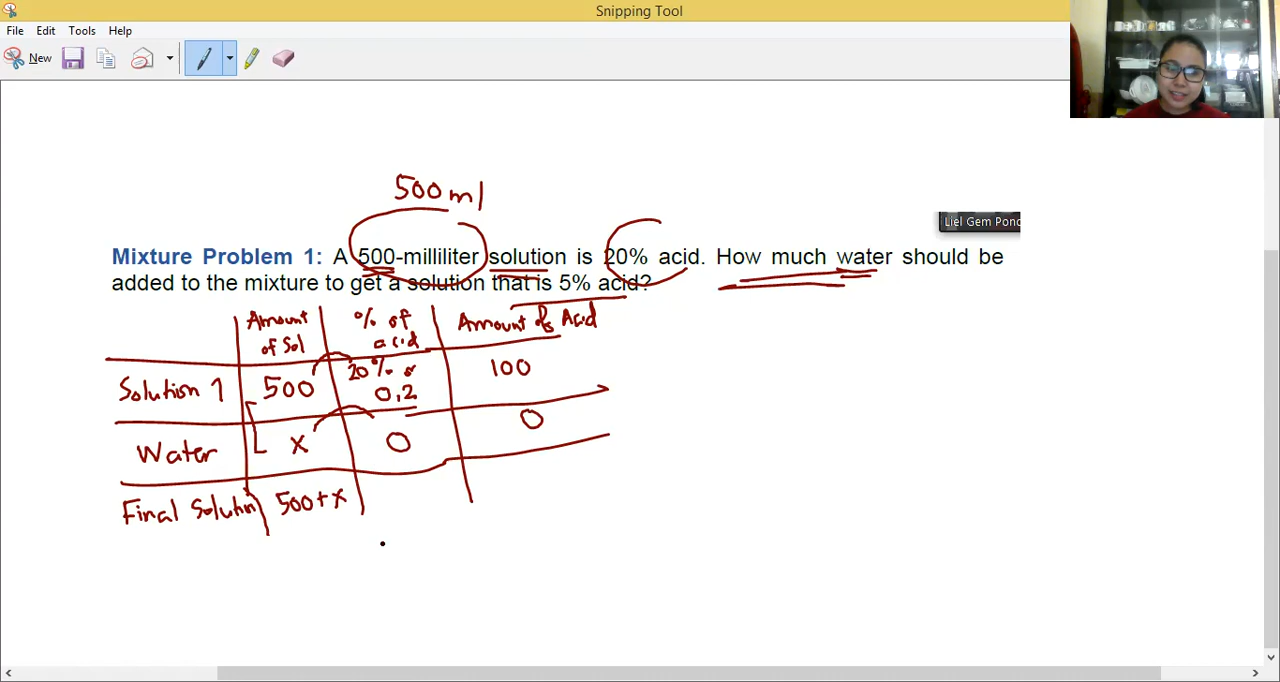 Snipping Tool
File Edit Tools Help
New
500 ml
Liel Gem Pono
Mixture Problem 1: A 500-milliliter solution is 20% acid. How much water should be
added to the mixture to get a solution that is 5% acid?
Amount of Sol % of acid Amount of Acid
Solution 1 500 20% or 0.2 100
Water x 0 0
Final Solution 500+x